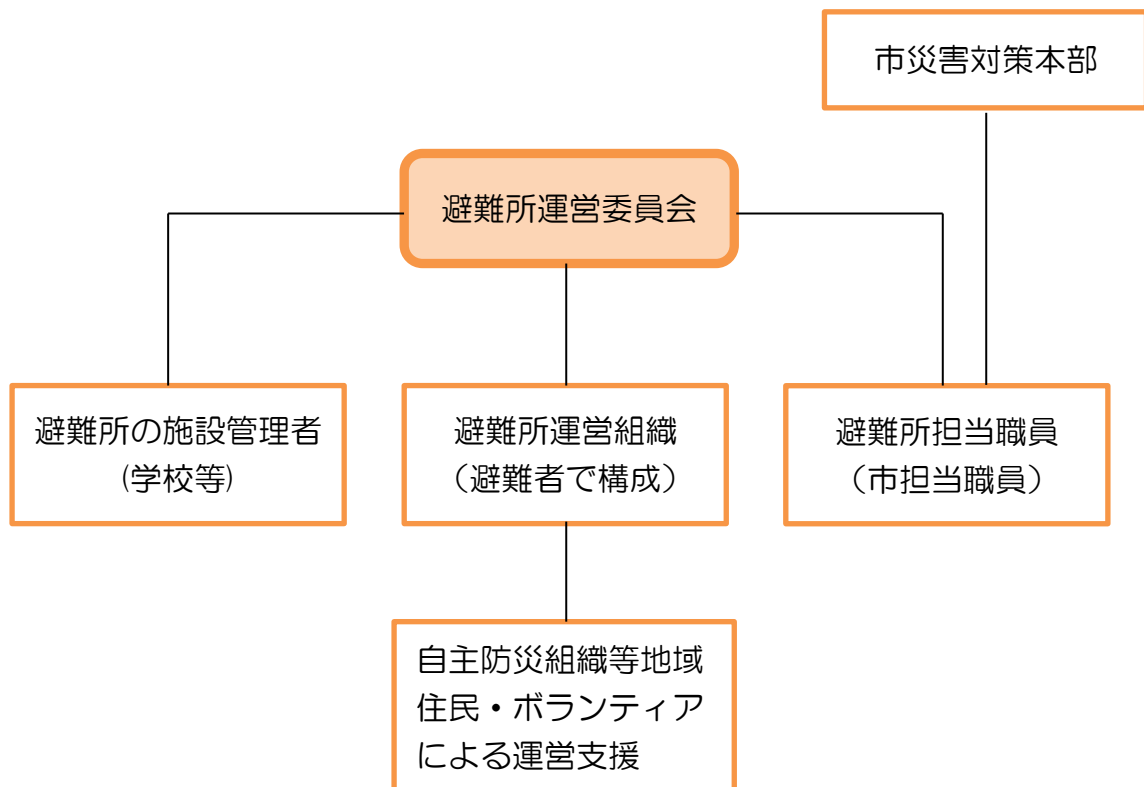 市災害対策本部
避難所運営委員会
避難所の施設管理者
(学校等)
避難所運営組織
（避難者で構成）
避難所担当職員
（市担当職員）
自主防災組織等地域
住民・ボランティア
による運営支援